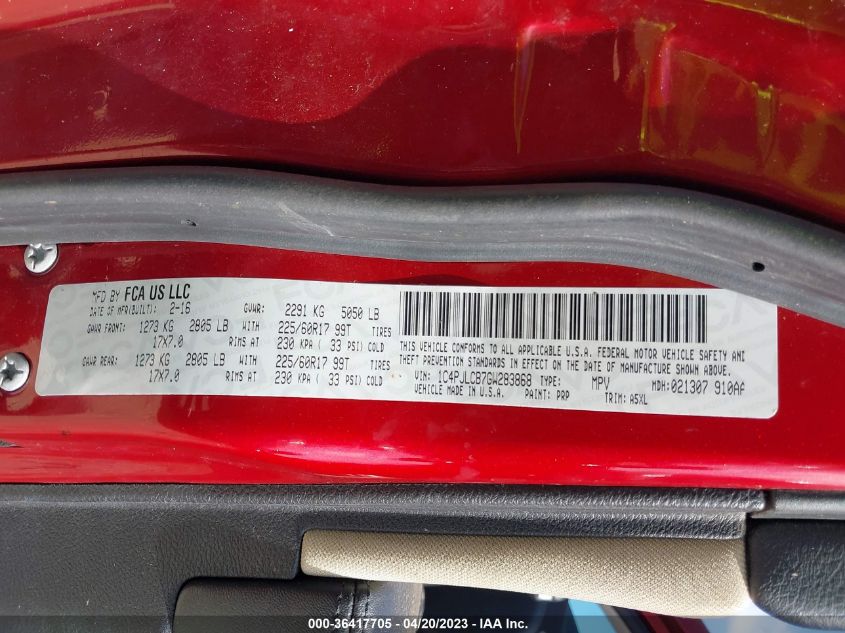 MFD BY FCA US LLC
DATE OF MFR(BUILT): 2-16 GVWR: 2291 KG 5050 LB
GAWR FRONT: 1273 KG 2805 LB WITH 225/60R17 99T TIRES
17X7.0 RIMS AT 230 KPA ( 33 PSI) COLD
GAWR REAR: 1273 KG 2805 LB WITH 225/60R17 99T TIRES
17X7.0 RIMS AT 230 KPA ( 33 PSI) COLD
THIS VEHICLE CONFORMS TO ALL APPLICABLE U.S.A. FEDERAL MOTOR VEHICLE SAFETY AND
THEFT PREVENTION STANDARDS IN EFFECT ON THE DATE OF MANUFACTURE SHOWN ABOVE.
VIN: 1C4PJLCB7GW283868 TYPE: MPV MDH: 021307 910AF
VEHICLE MADE IN U.S.A. PAINT: PRP TRIM: A5XL
000-36417705 - 04/20/2023 - IAA Inc.